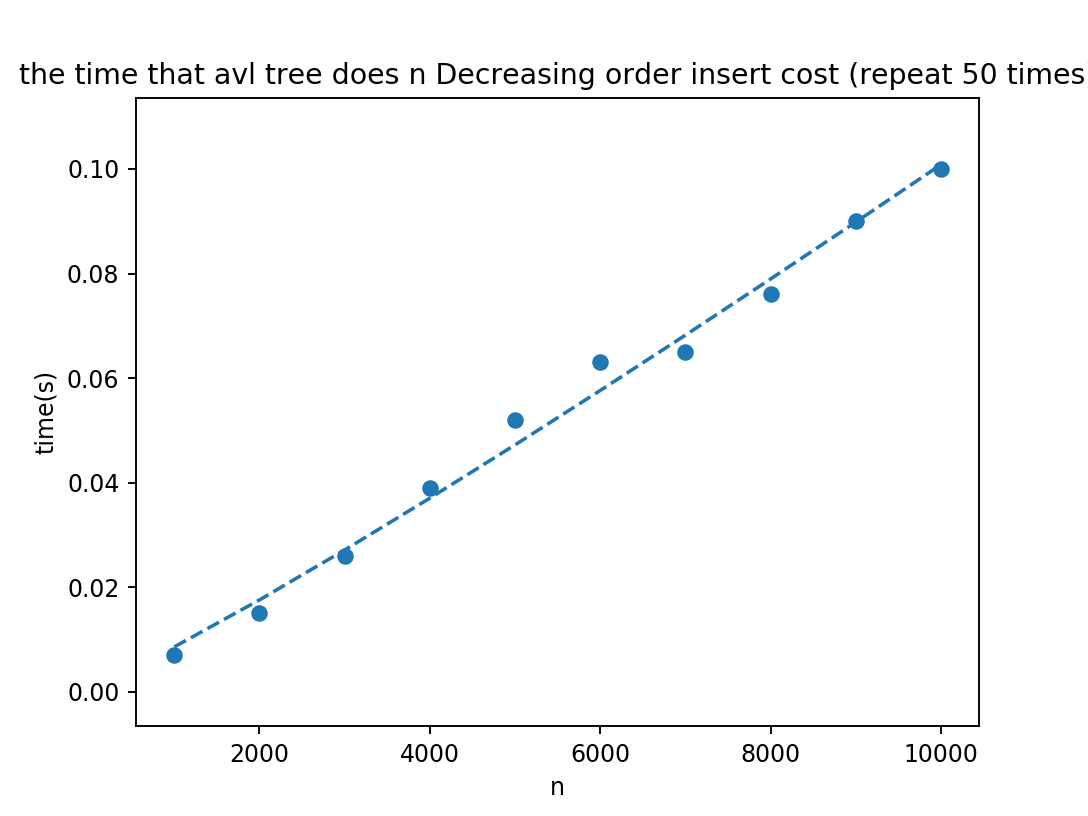 the time that avl tree does n Decreasing order insert cost (repeat 50 times
0.10
0.08
0.06
0.04
0.02
0.00
time(s)
2000 4000 6000 8000 10000
n